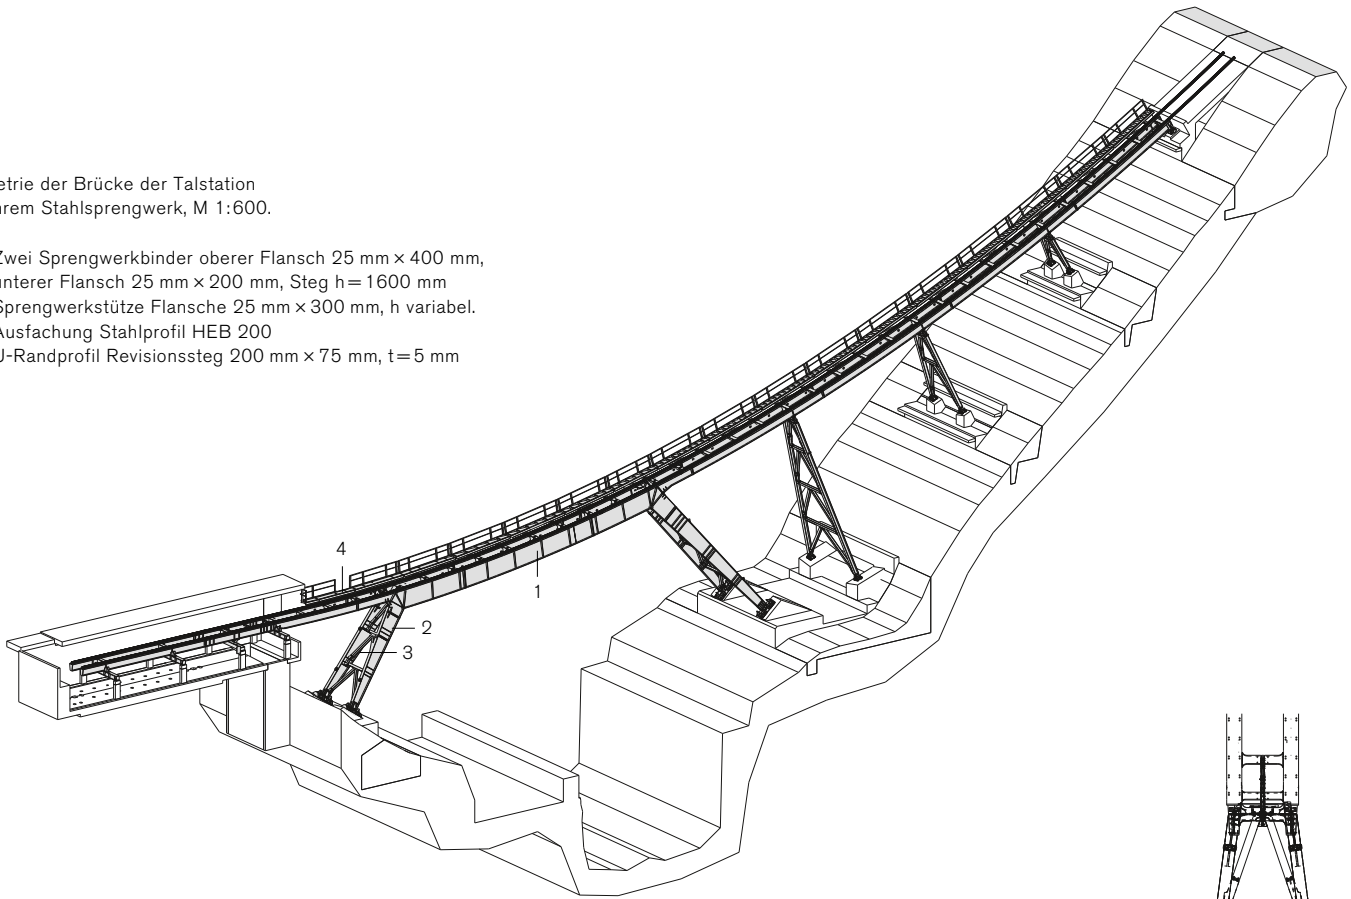 etrie der Brücke der Talstation
hrem Stahlsprengwerk, M 1:600.
Zwei Sprengwerkbinder oberer Flansch 25 mm × 400 mm,
unterer Flansch 25 mm × 200 mm, Steg h = 1600 mm
Sprengwerkstütze Flansche 25 mm × 300 mm, h variabel.
Ausfachung Stahlprofil HEB 200
U-Randprofil Revisionssteg 200 mm × 75 mm, t = 5 mm
4
1
2
3